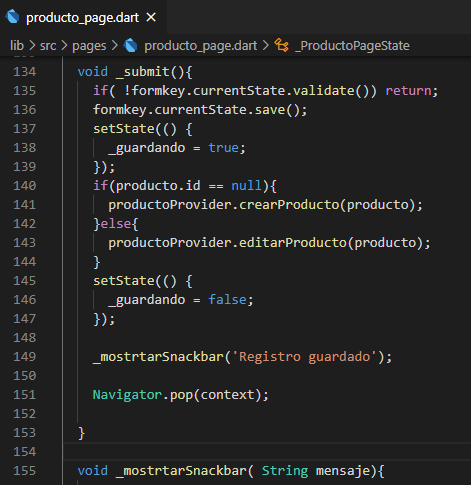 producto_page.dart ×
lib > src > pages > producto_page.dart > _ProductoPageState
134 void _submit(){
135 if( !formkey.currentState.validate()) return;
136 formkey.currentState.save();
137 setState(() {
138 _guardando = true;
139 });
140 if(producto.id == null){
141 productoProvider.crearProducto(producto);
142 }else{
143 productoProvider.editarProducto(producto);
144 }
145 setState(() {
146 _guardando = false;
147 });
148
149 _mostrtarSnackbar('Registro guardado');
150
151 Navigator.pop(context);
152
153 }
154
155 void _mostrtarSnackbar( String mensaje){